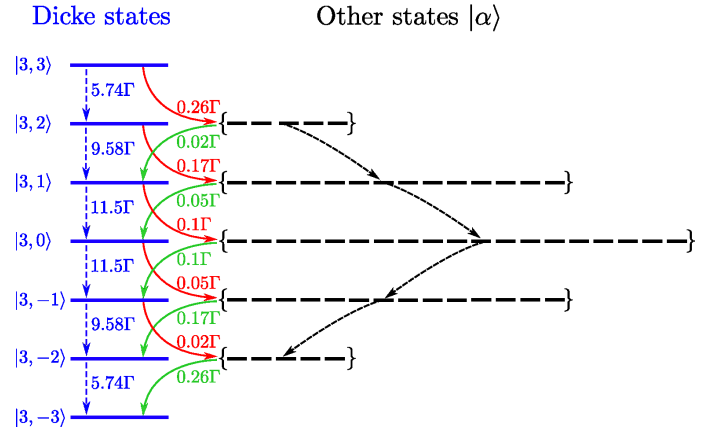 Dicke states
Other states |α⟩
|3, 3⟩
5.74Γ
0.26Γ
|3, 2⟩
{ }
0.02Γ
9.58Γ
0.17Γ
|3, 1⟩
{ }
0.05Γ
11.5Γ
0.1Γ
|3, 0⟩
{ }
0.1Γ
11.5Γ
0.05Γ
|3, −1⟩
{ }
0.17Γ
9.58Γ
0.02Γ
|3, −2⟩
{ }
0.26Γ
5.74Γ
|3, −3⟩